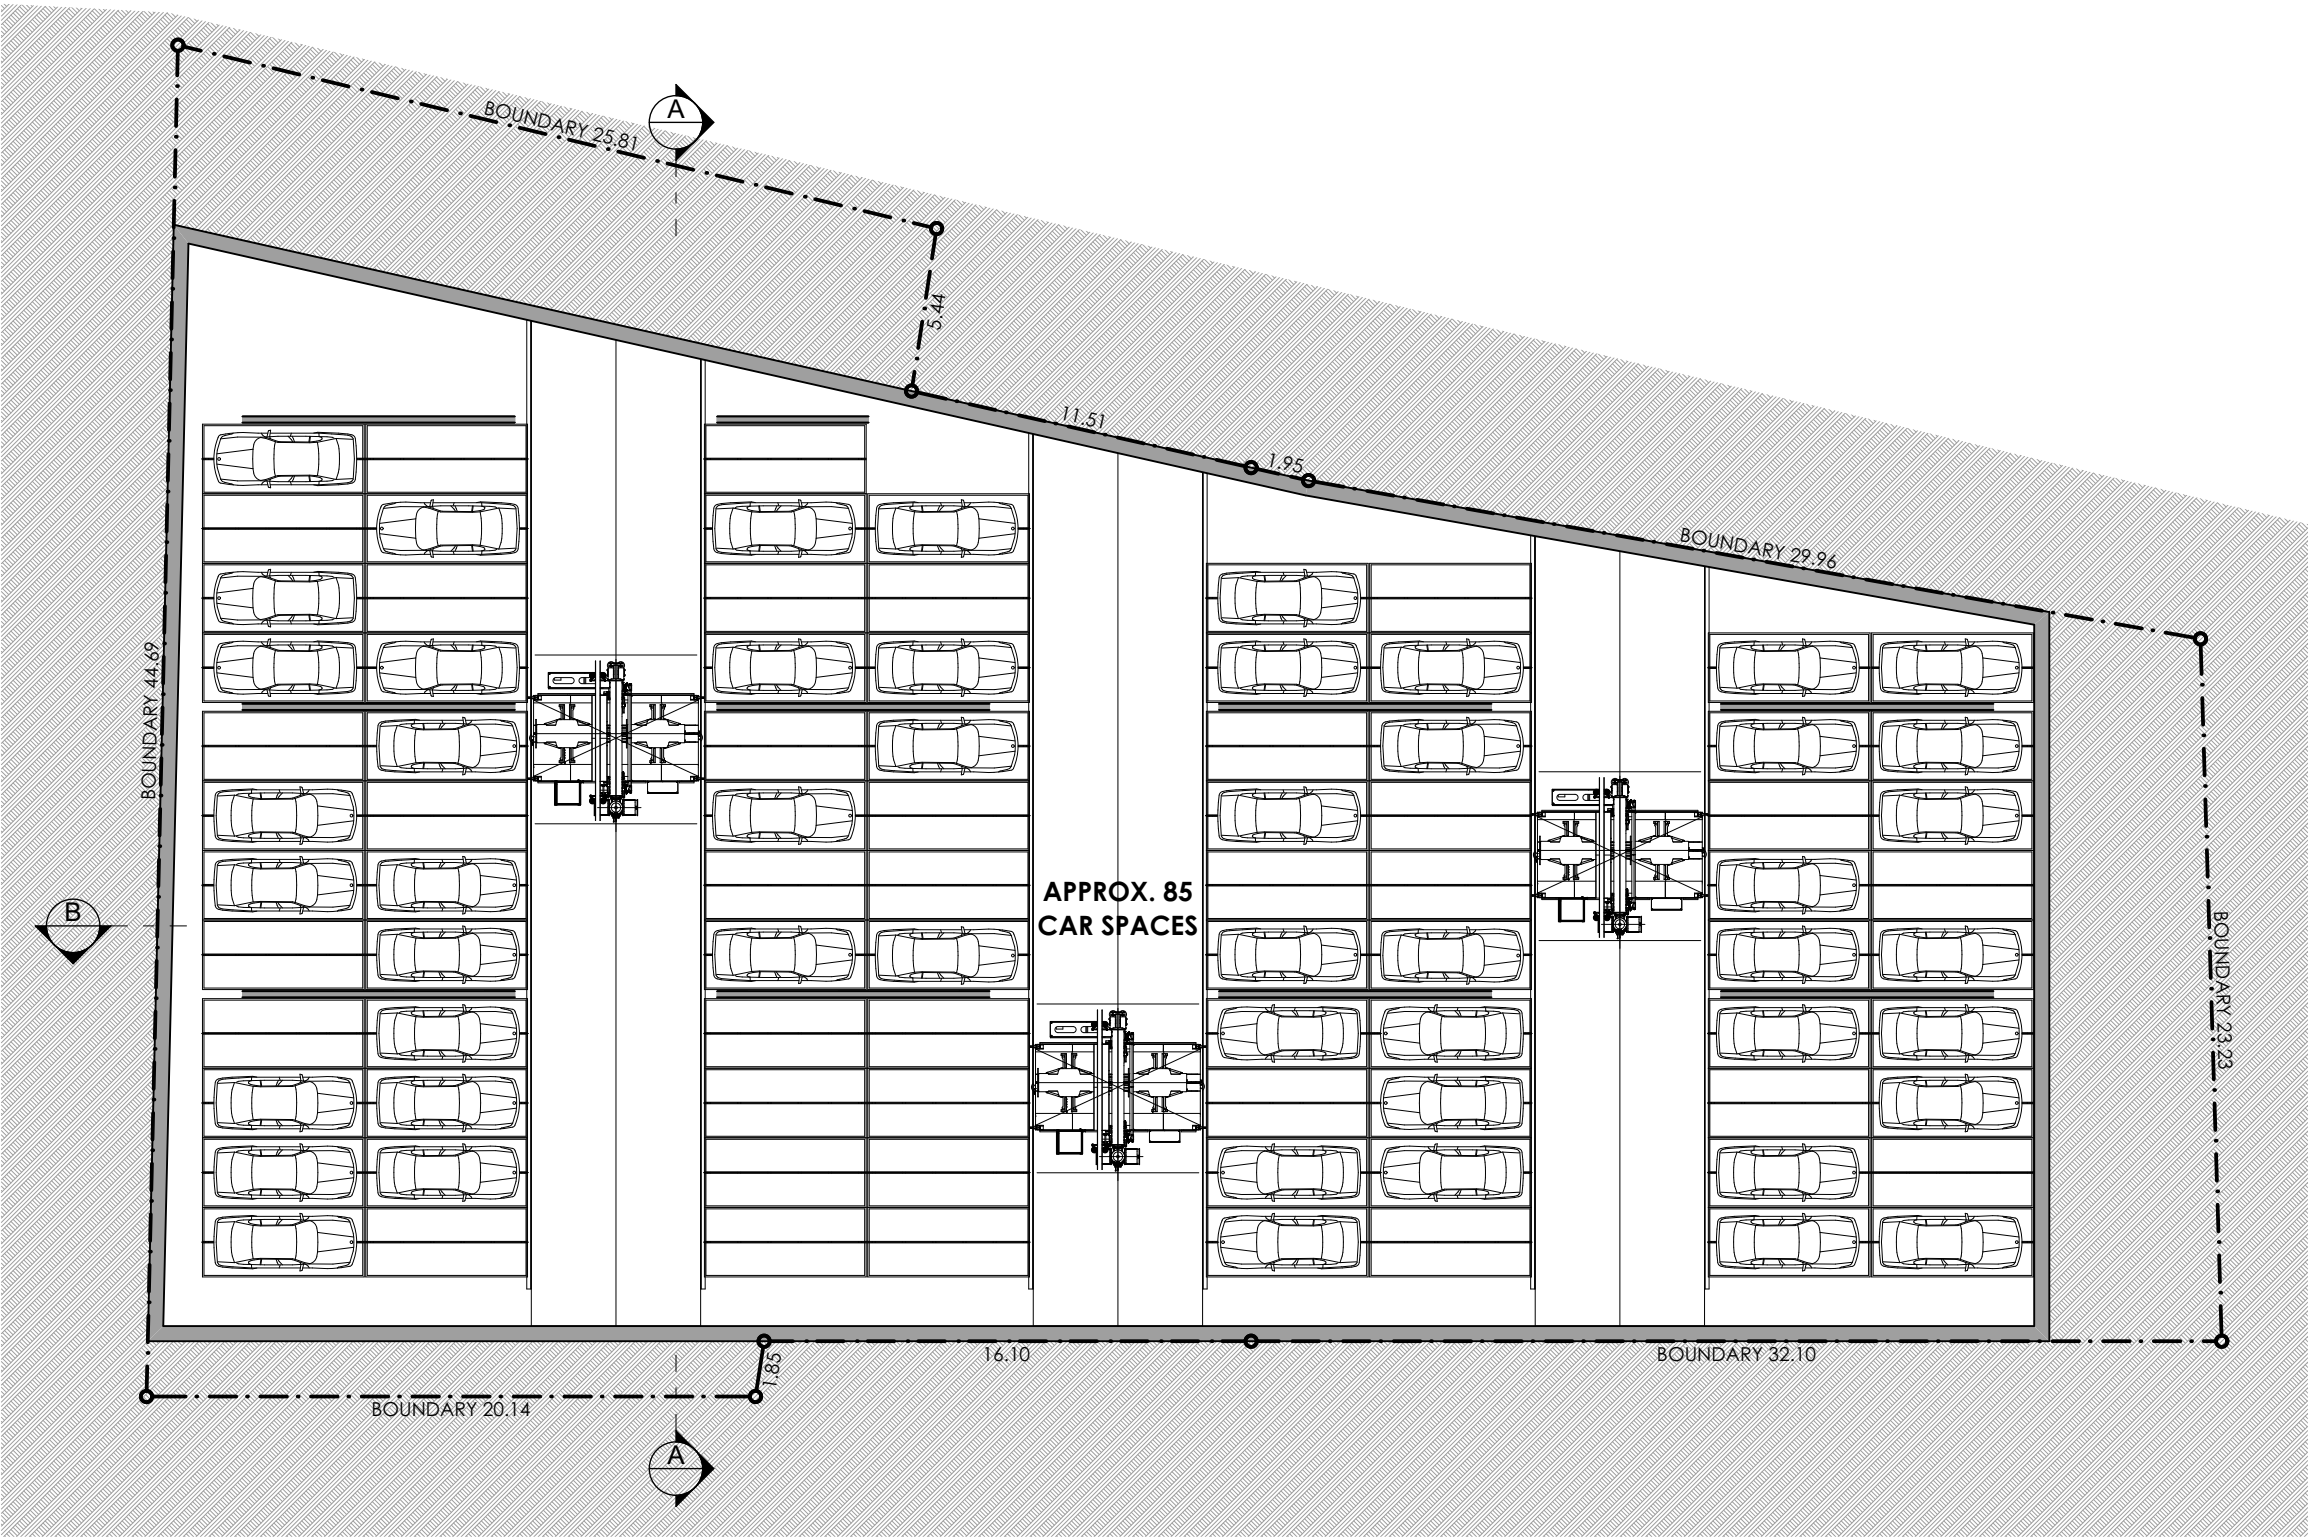 A
BOUNDARY 25.81
5.44
11.51
1.95
BOUNDARY 29.96
BOUNDARY 44.69
APPROX. 85
CAR SPACES
B
BOUNDARY 23.23
16.10
BOUNDARY 32.10
1.85
BOUNDARY 20.14
A